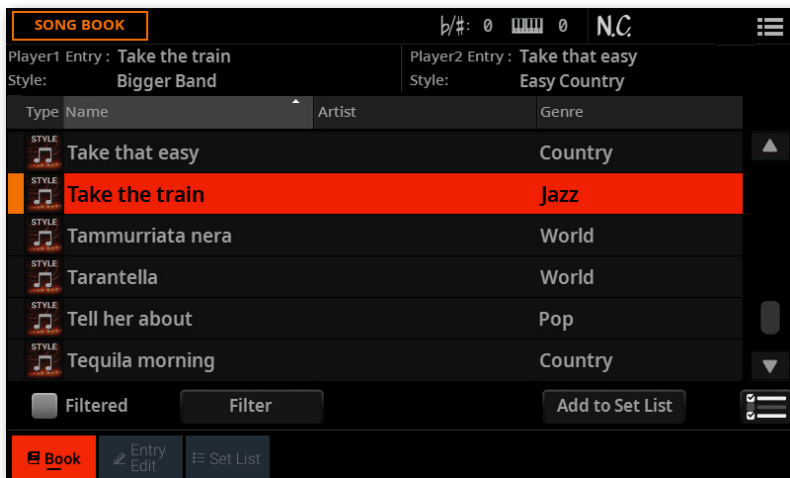 SONG BOOK ♭/#: 0 0 N.C.
Player1 Entry : Take the train Player2 Entry : Take that easy
Style: Bigger Band Style: Easy Country
Type Name Artist Genre
STYLE Take that easy Country
STYLE Take the train Jazz
STYLE Tammurriata nera World
STYLE Tarantella World
STYLE Tell her about Pop
STYLE Tequila morning Country
Filtered Filter Add to Set List
Book Entry Edit Set List